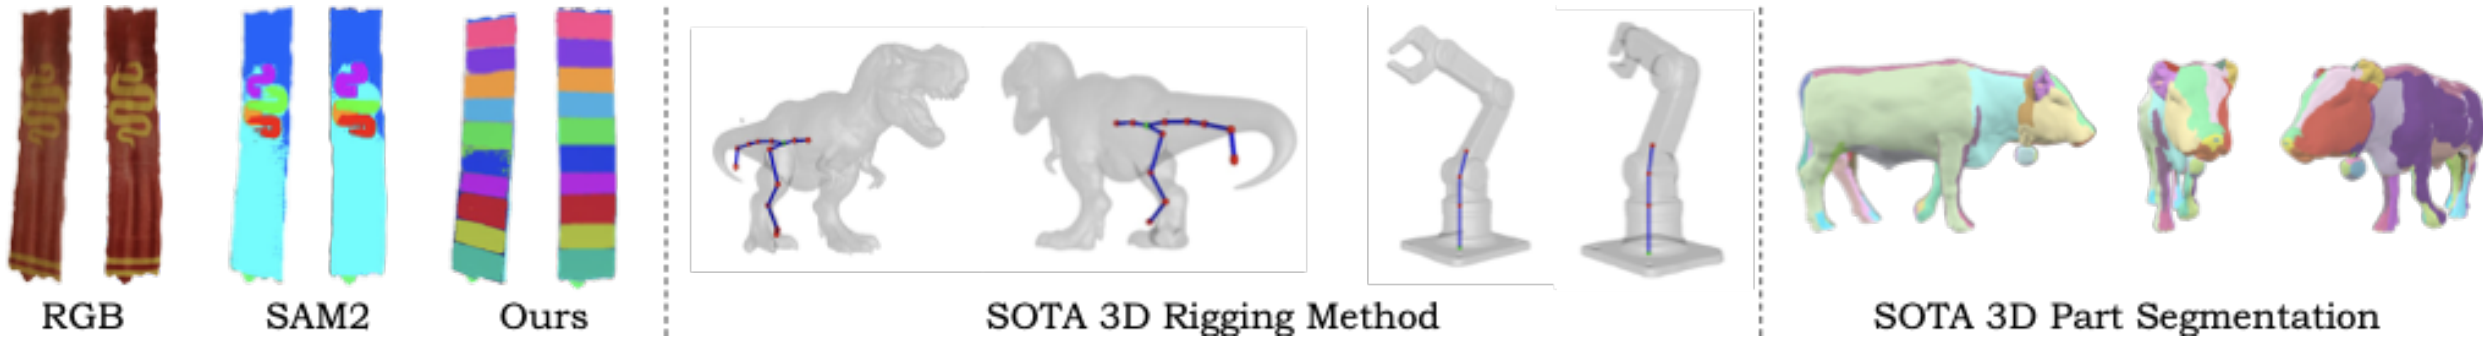 RGB
SAM2
Ours
SOTA 3D Rigging Method
SOTA 3D Part Segmentation